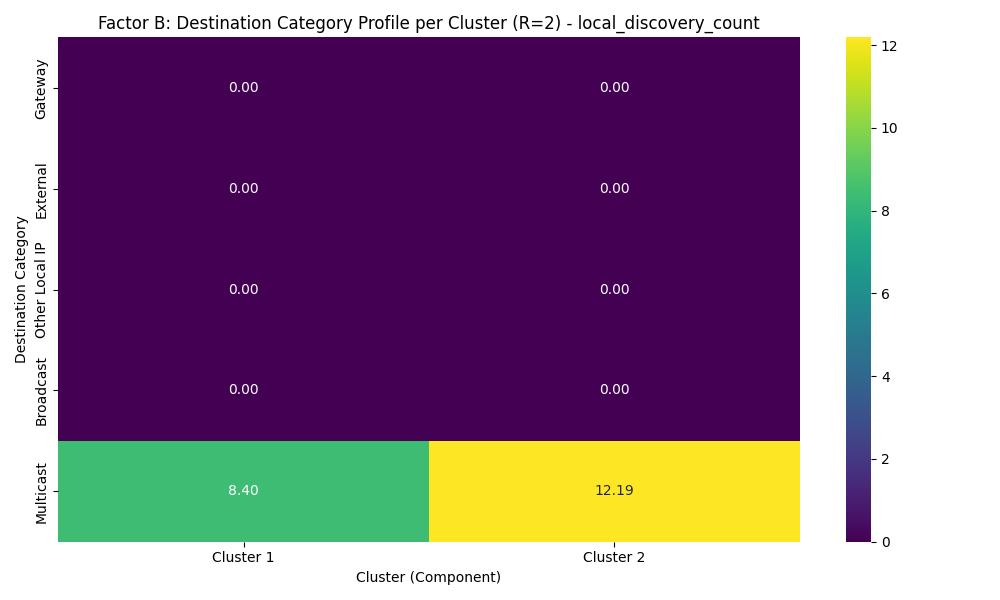 Factor B: Destination Category Profile per Cluster (R=2) - local_discovery_count
Destination Category
Gateway
0.00 0.00
External
0.00 0.00
Other Local IP
0.00 0.00
Broadcast
0.00 0.00
Multicast
8.40 12.19
Cluster 1 Cluster 2
Cluster (Component)
12
10
8
6
4
2
0